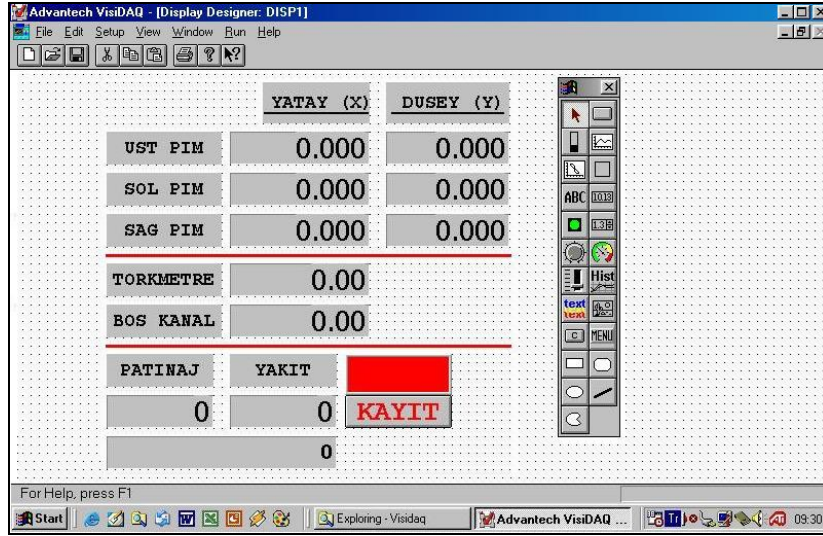 Advantech VisiDAQ - [Display Designer: DISP1]
File Edit Setup View Window Run Help
YATAY (X) DUSEY (Y)
UST PIM 0.000 0.000
SOL PIM 0.000 0.000
SAG PIM 0.000 0.000
TORKMETRE 0.00
BOS KANAL 0.00
PATINAJ YAKIT
0 0 KAYIT
0
ABC
Hist
text
text
C MENU
For Help, press F1
Start Exploring - Visidaq Advantech VisiDAQ ... Tr 09:30